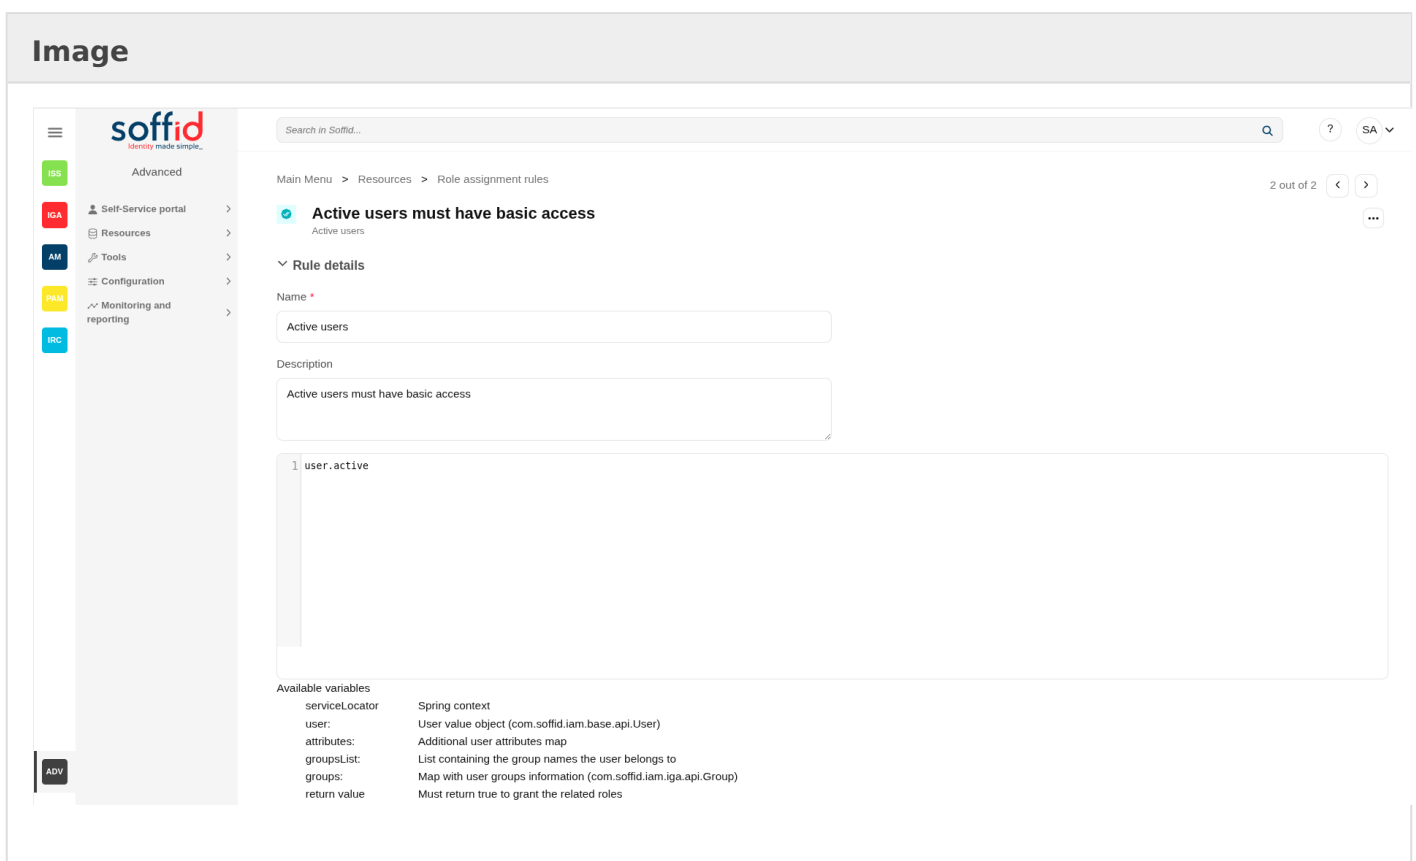 Image
soffid
Identity made simple_
Search in Soffid...
?
SA
ISS
IGA
AM
PAM
IRC
ADV
Advanced
Self-Service portal
Resources
Tools
Configuration
Monitoring and
reporting
Main Menu > Resources > Role assignment rules
2 out of 2
Active users must have basic access
Active users
Rule details
Name *
Active users
Description
Active users must have basic access
1 user.active
Available variables
serviceLocator Spring context
user: User value object (com.soffid.iam.base.api.User)
attributes: Additional user attributes map
groupsList: List containing the group names the user belongs to
groups: Map with user groups information (com.soffid.iam.iga.api.Group)
return value Must return true to grant the related roles